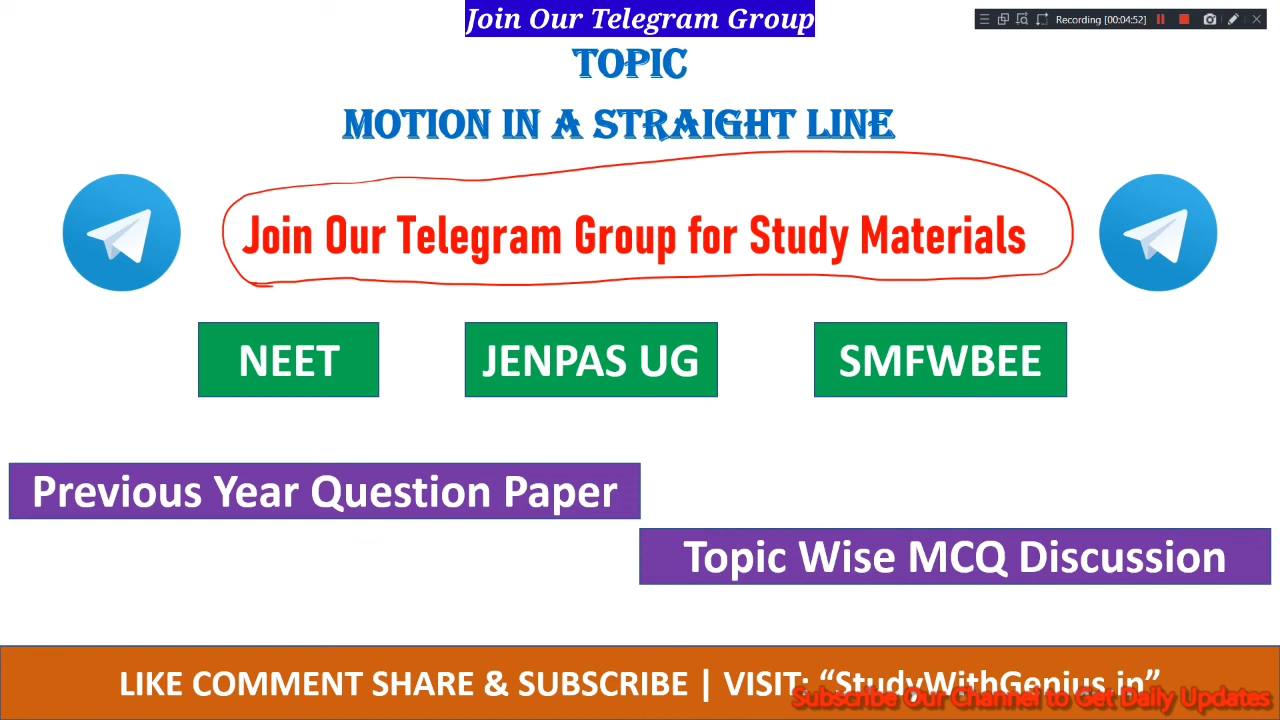 Join Our Telegram Group
Recording [00:04:52]
TOPIC
MOTION IN A STRAIGHT LINE
Join Our Telegram Group for Study Materials
NEET
JENPAS UG
SMFWBEE
Previous Year Question Paper
Topic Wise MCQ Discussion
LIKE COMMENT SHARE & SUBSCRIBE | VISIT: “StudyWithGenius.in”
Subscribe Our Channel to Get Daily Updates